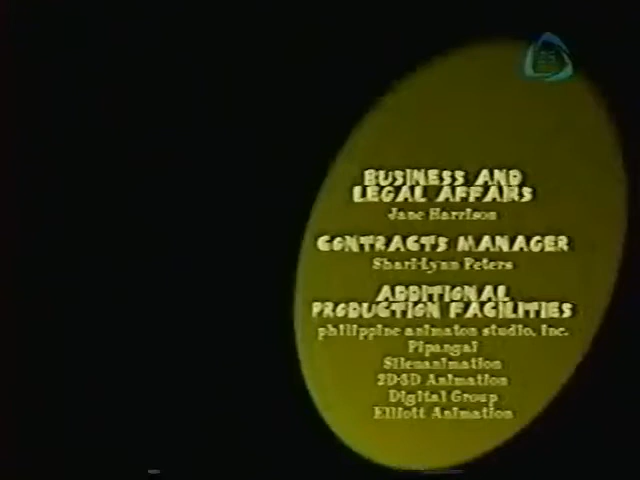 BUSINESS AND
LEGAL AFFAIRS
Jane Harrison
CONTRACTS MANAGER
Shari-Lynn Peters
ADDITIONAL
PRODUCTION FACILITIES
philippine animaton studio, inc.
Pipangai
Silenanimation
2D-3D Animation
Digital Group
Elliott Animation